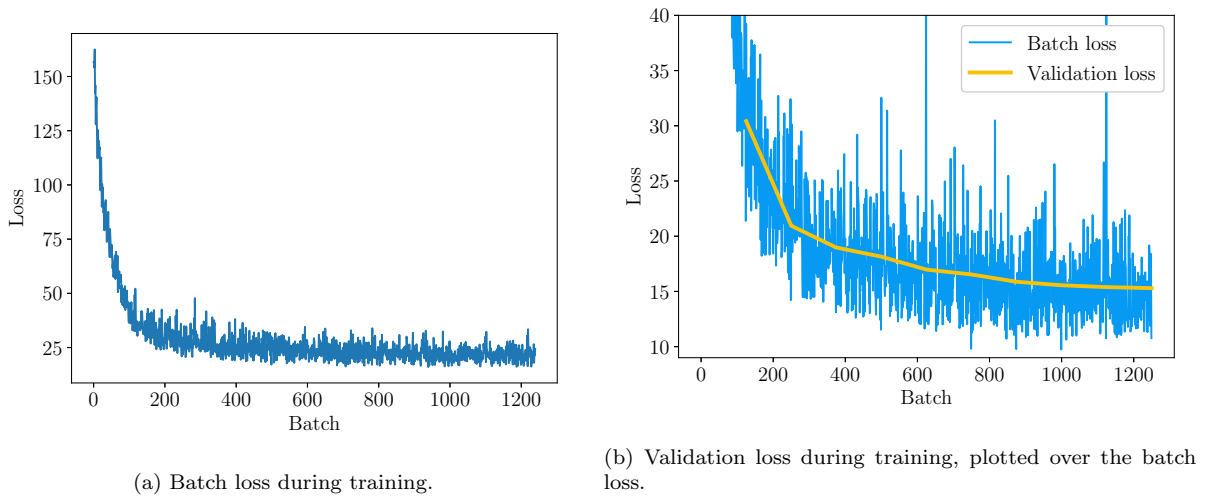 150
125
100
75
50
25
Loss
0 200 400 600 800 1000 1200
Batch
(a) Batch loss during training.
40
35
30
25
20
15
10
Loss
Batch loss
Validation loss
0 200 400 600 800 1000 1200
Batch
(b) Validation loss during training, plotted over the batch
loss.